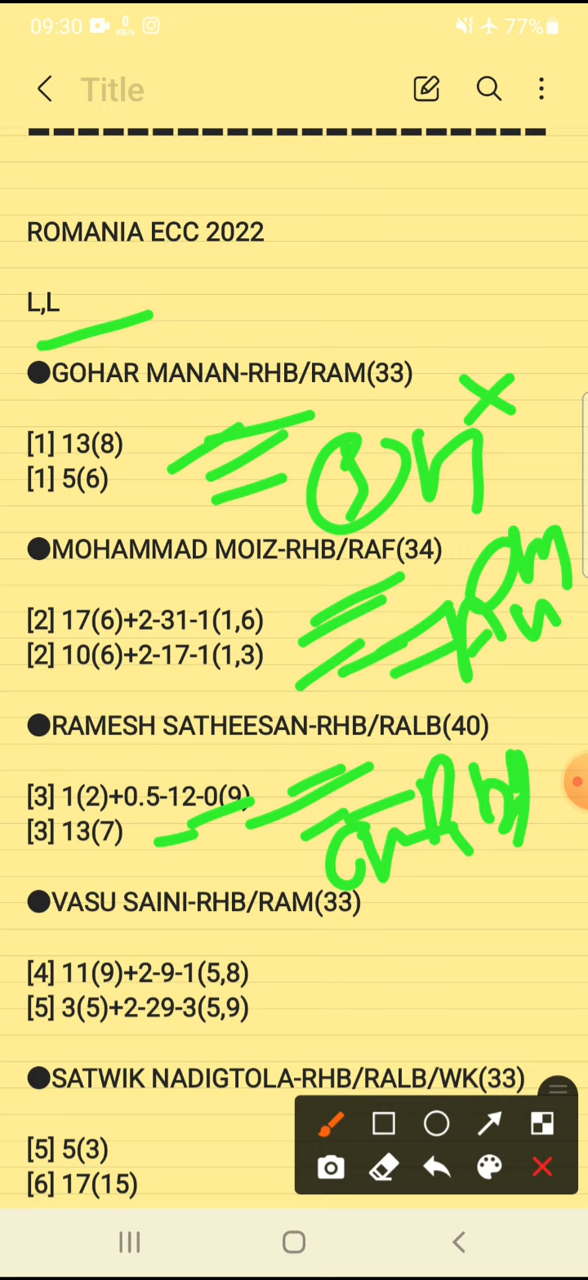 09:30
77%
Title
ROMANIA ECC 2022
L,L
●GOHAR MANAN-RHB/RAM(33)
[1] 13(8)
[1] 5(6)
●MOHAMMAD MOIZ-RHB/RAF(34)
[2] 17(6)+2-31-1(1,6)
[2] 10(6)+2-17-1(1,3)
●RAMESH SATHEESAN-RHB/RALB(40)
[3] 1(2)+0.5-12-0(9)
[3] 13(7)
●VASU SAINI-RHB/RAM(33)
[4] 11(9)+2-9-1(5,8)
[5] 3(5)+2-29-3(5,9)
●SATWIK NADIGTOLA-RHB/RALB/WK(33)
[5] 5(3)
[6] 17(15)